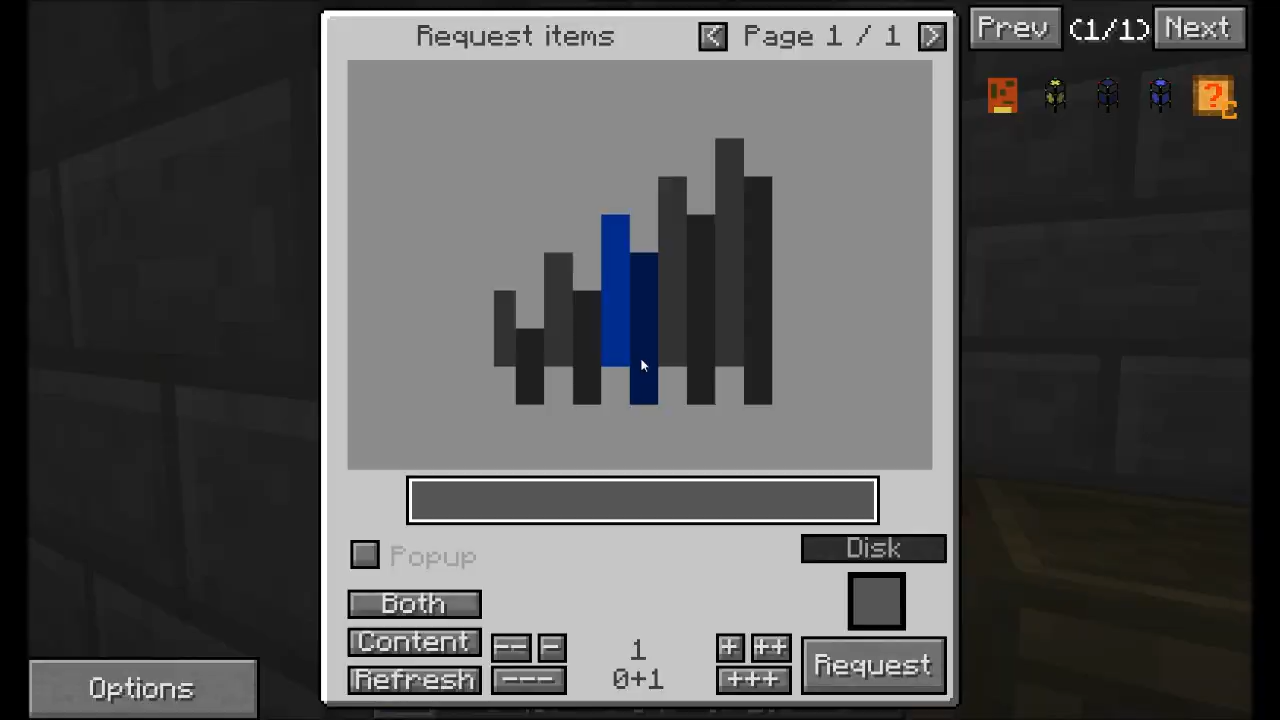 Request items
< Page 1 / 1 >
Prev (1/1) Next
?
Popup
Disk
Both
Content
Refresh
-- -
---
1
0+1
+ ++
+++
Request
Options